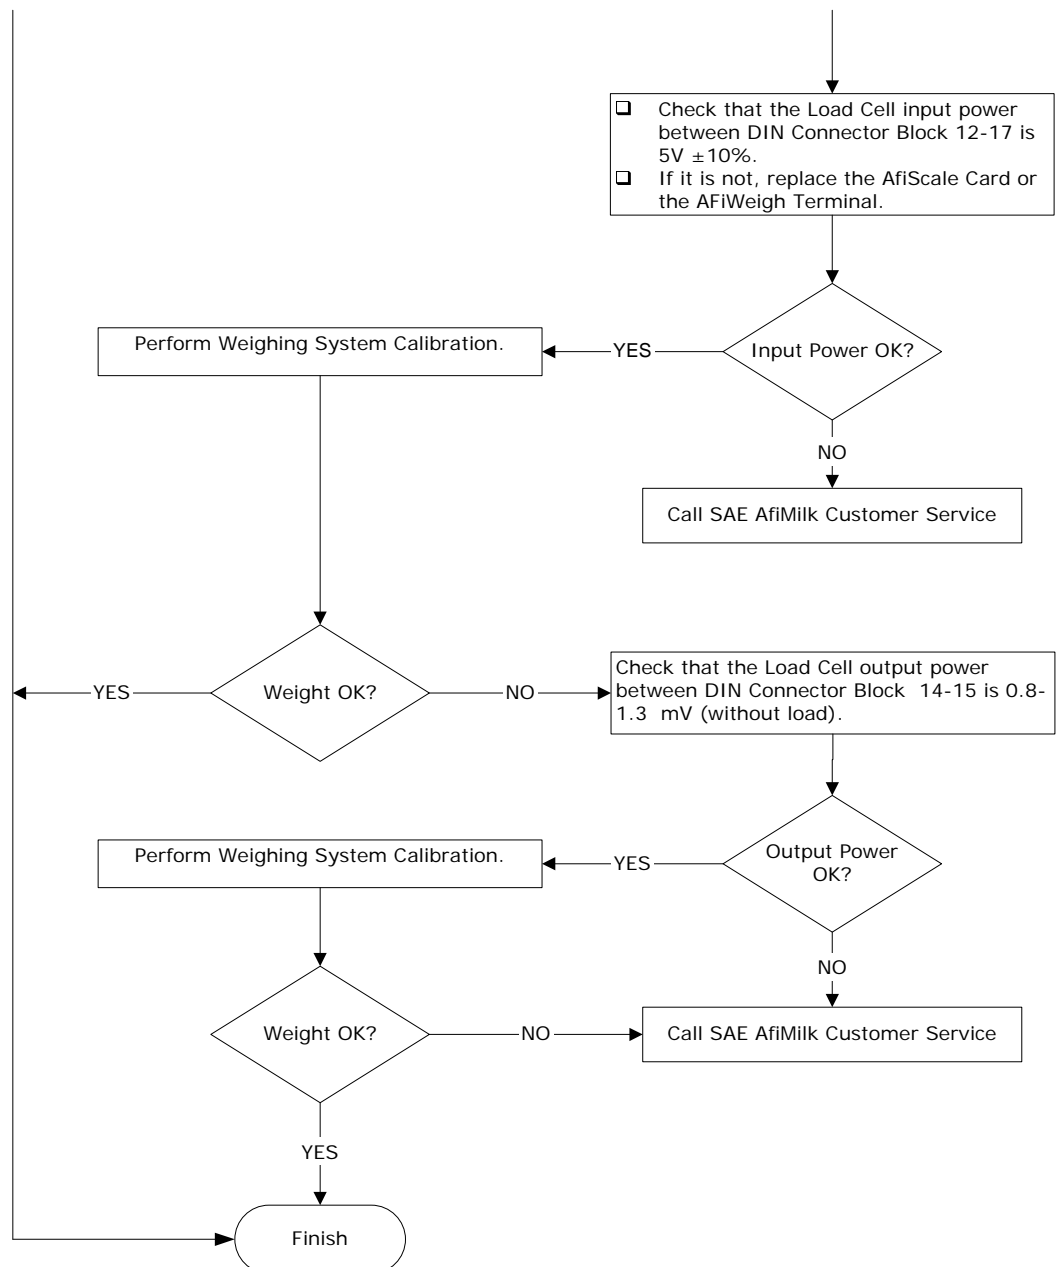 ❑ Check that the Load Cell input power
between DIN Connector Block 12-17 is
5V ±10%.
❑ If it is not, replace the AfiScale Card or
the AFiWeigh Terminal.
Perform Weighing System Calibration.
YES
Input Power OK?
NO
Call SAE AfiMilk Customer Service
YES
Weight OK?
NO
Check that the Load Cell output power
between DIN Connector Block 14-15 is 0.8-
1.3 mV (without load).
Perform Weighing System Calibration.
YES
Output Power
OK?
NO
Weight OK?
NO
Call SAE AfiMilk Customer Service
YES
Finish